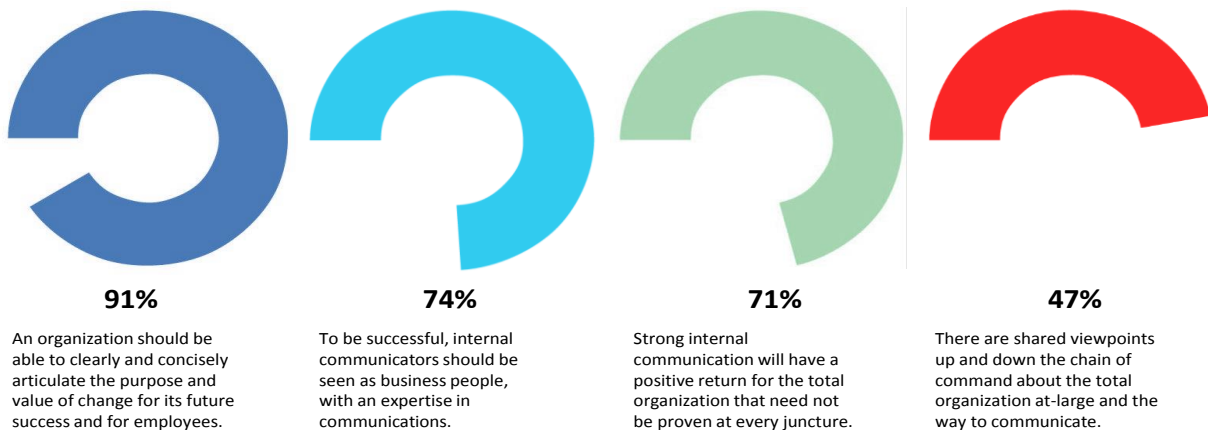 91%
An organization should be
able to clearly and concisely
articulate the purpose and
value of change for its future
success and for employees.
74%
To be successful, internal
communicators should be
seen as business people,
with an expertise in
communications.
71%
Strong internal
communication will have a
positive return for the total
organization that need not
be proven at every juncture.
47%
There are shared viewpoints
up and down the chain of
command about the total
organization at-large and the
way to communicate.